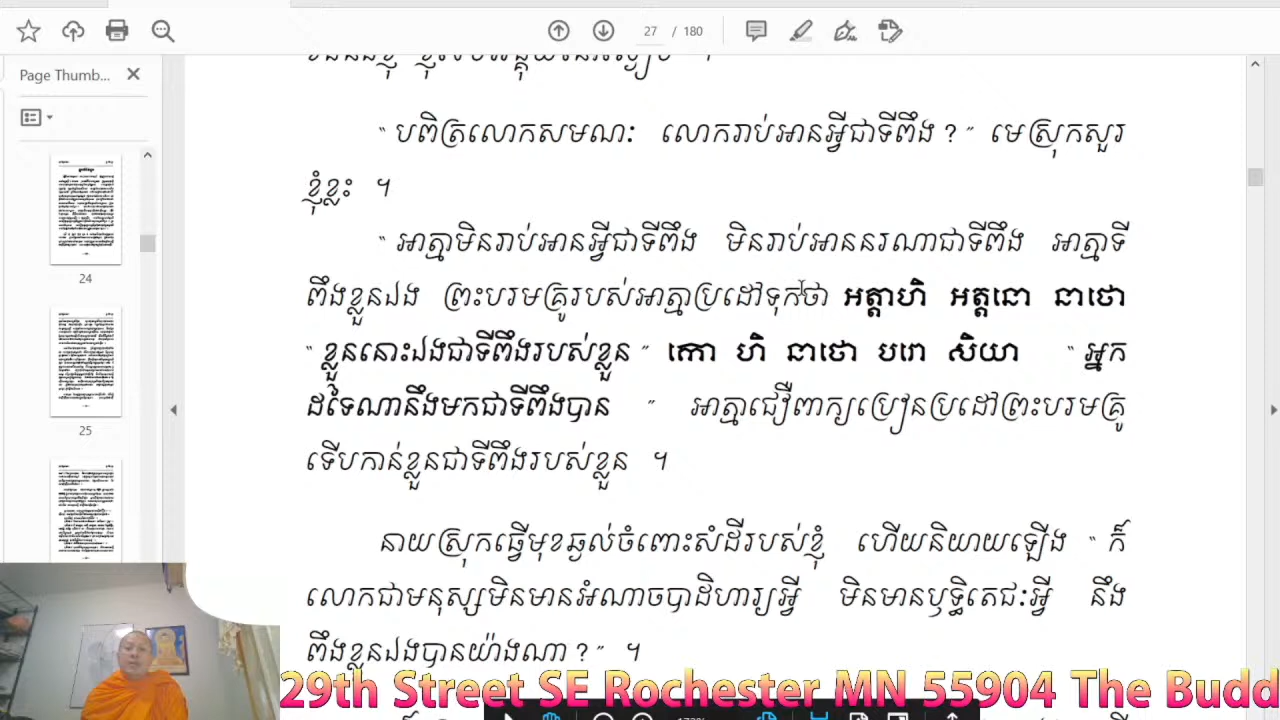 27 / 180
Page Thumb...
“ បពិត្រលោកសមណៈ លោករាប់អានអ្វីជាទីពឹង ? ” មេស្រុកសួរ
ខ្ញុំខ្លះ ។
“ អាត្មាមិនរាប់អានអ្វីជាទីពឹង មិនរាបអាននរណាជាទីពឹង អាត្មាទី
ពឹងខ្លួនឯង ព្រះបរមគ្រូរបស់អាត្មាប្រដៅទុកថា អត្តាហិ អត្តនោ នាថោ
“ ខ្លួននោះឯងជាទីពឹងរបស់ខ្លួន ” កោ ហិ នាថោ បរោ សិយា “ អ្នក
ដទៃណានឹងមកជាទីពឹងបាន ” អាត្មាជឿពាក្យប្រៀនប្រដៅព្រះបរមគ្រូ
ទើបកាន់ខ្លួនជាទីពឹងរបស់ខ្លួន ។
នាយស្រុកធ្វើមុខឆ្ងល់ចំពោះសំដីរបស់ខ្ញុំ ហើយនិយាយឡើង “ ក៏
លោកជាមនុស្សមិនមានអំណាចបាដិហារ្យអ្វី មិនមានឫទ្ធិតេជៈអ្វី នឹង
ពឹងខ្លួនឯងបានយ៉ាងណា ? ” ។
24
25
29th Street SE Rochester MN 55904 The Budd